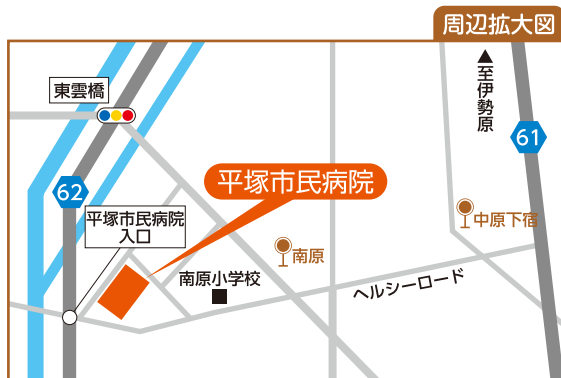 周辺拡大図
▲至伊勢原
東雲橋
61
62
平塚市民病院
平塚市民病院
入口
中原下宿
南原
南原小学校
ヘルシーロード